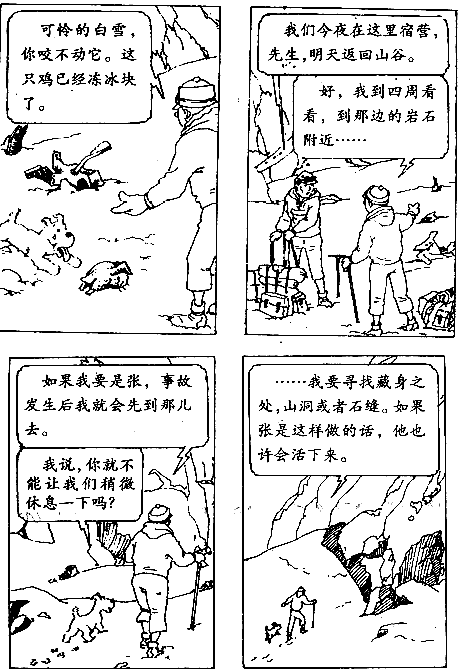 可怜的白雪，
你咬不动它。这
只鸡已经冻冰块
了。
我们今夜在这里宿营，
先生，明天返回山谷。
好，我到四周看
看，到那边的岩石
附近……
如果我要是张，事故
发生后我就会先到那儿
去。
我说，你就不
能让我们稍微
休息一下吗？
……我要寻找藏身之
处，山洞或者石缝。如果
张是这样做的话，他也
许会活下来。